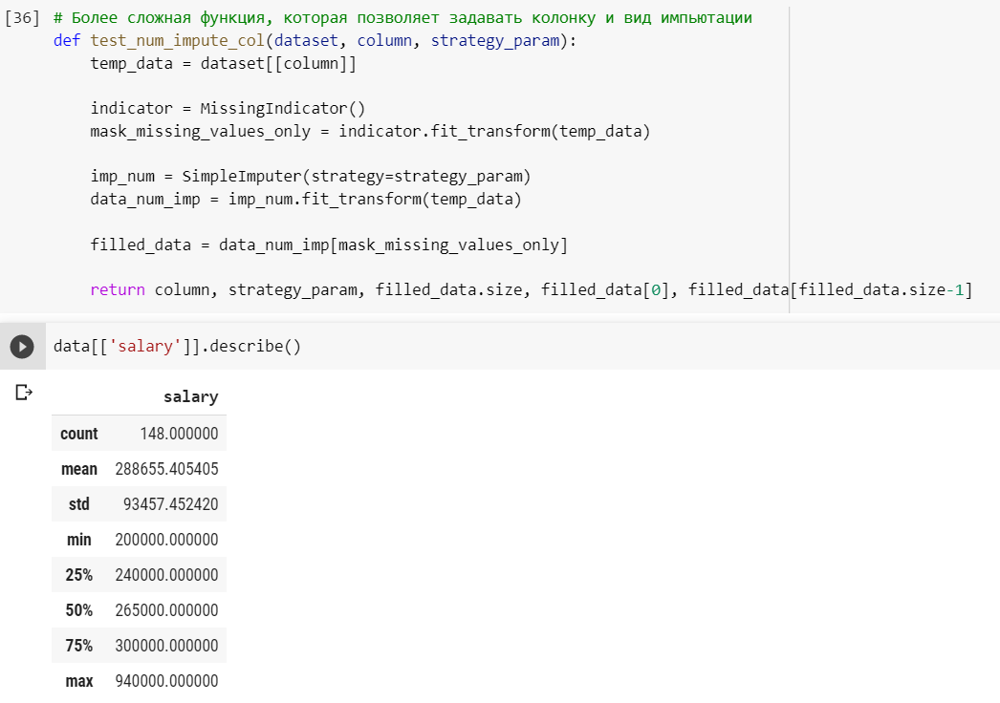 [36] # Более сложная функция, которая позволяет задавать колонку и вид импьютации
def test_num_impute_col(dataset, column, strategy_param):
temp_data = dataset[[column]]
indicator = MissingIndicator()
mask_missing_values_only = indicator.fit_transform(temp_data)
imp_num = SimpleImputer(strategy=strategy_param)
data_num_imp = imp_num.fit_transform(temp_data)
filled_data = data_num_imp[mask_missing_values_only]
return column, strategy_param, filled_data.size, filled_data[0], filled_data[filled_data.size-1]
data[['salary']].describe()
salary
count 148.000000
mean 288655.405405
std 93457.452420
min 200000.000000
25% 240000.000000
50% 265000.000000
75% 300000.000000
max 940000.000000